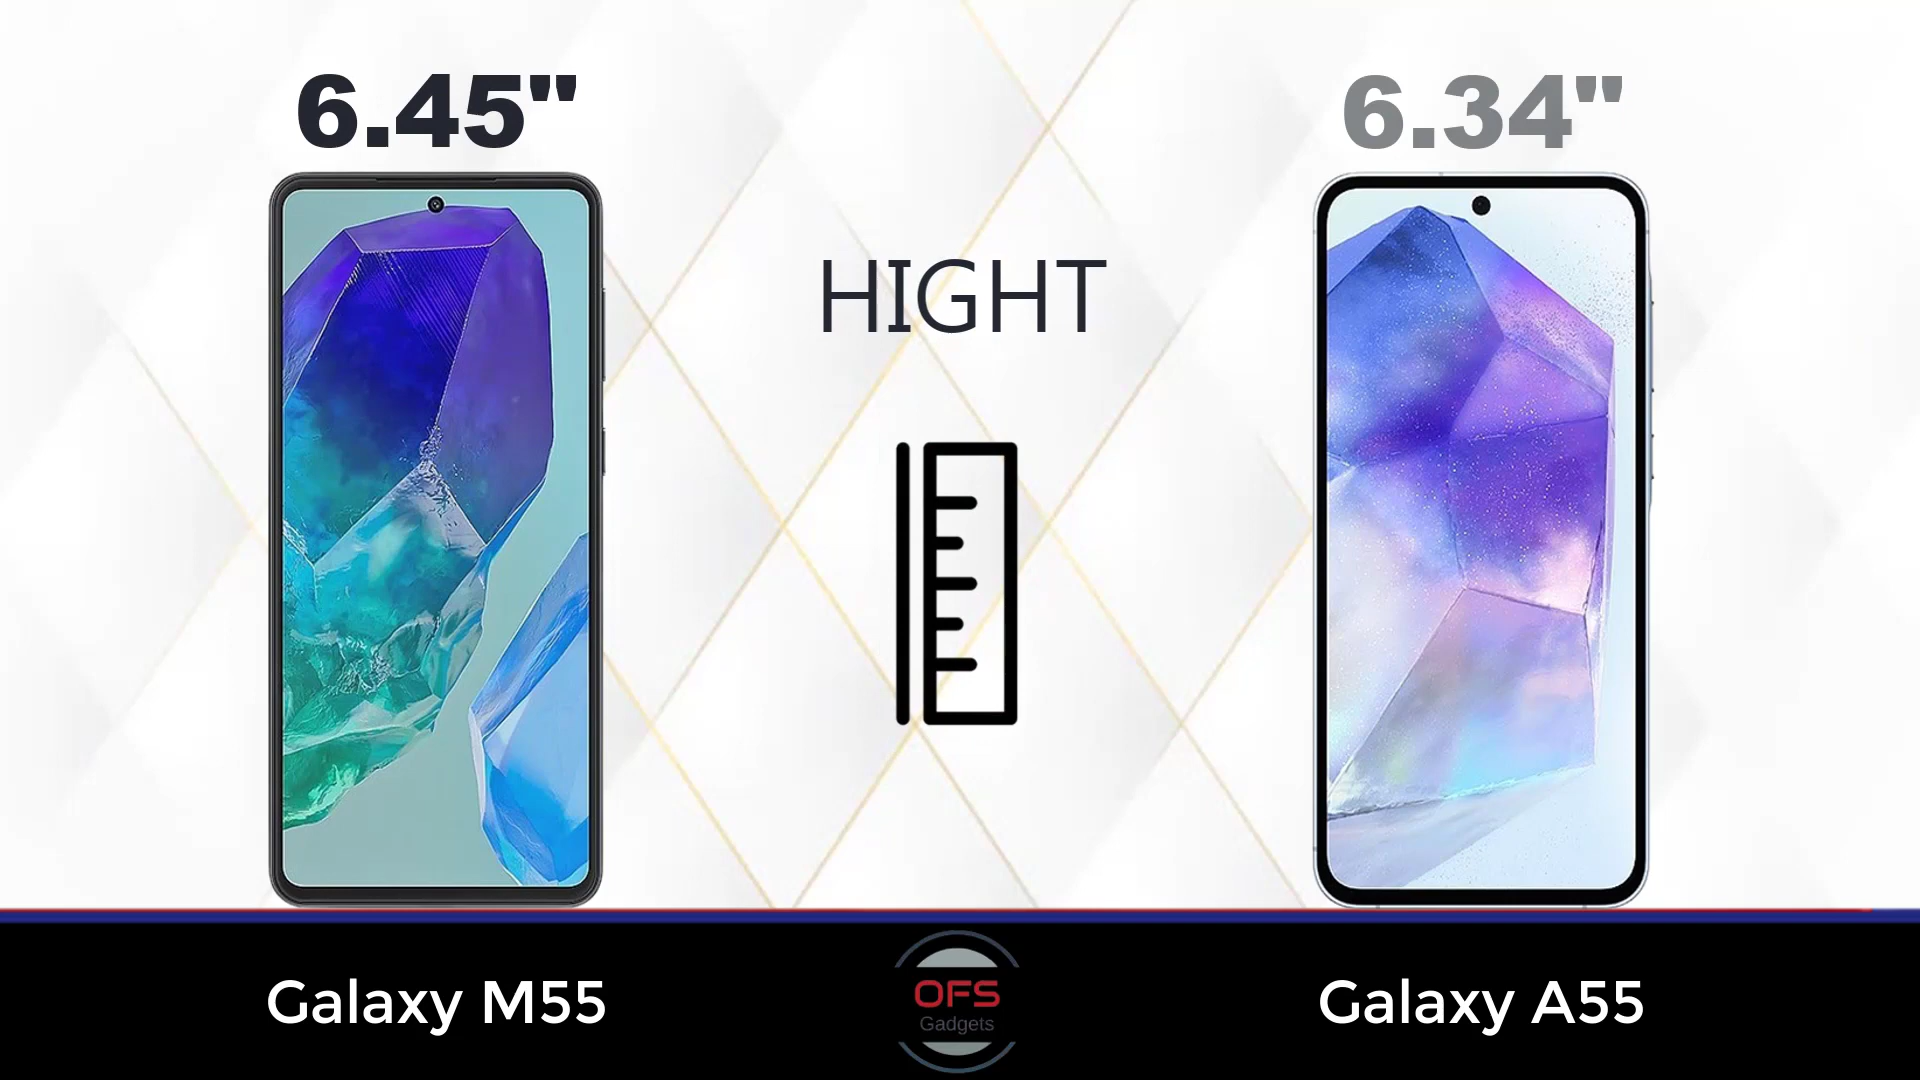 6.45"
6.34"
HIGHT
Galaxy M55
OFS
Gadgets
Galaxy A55